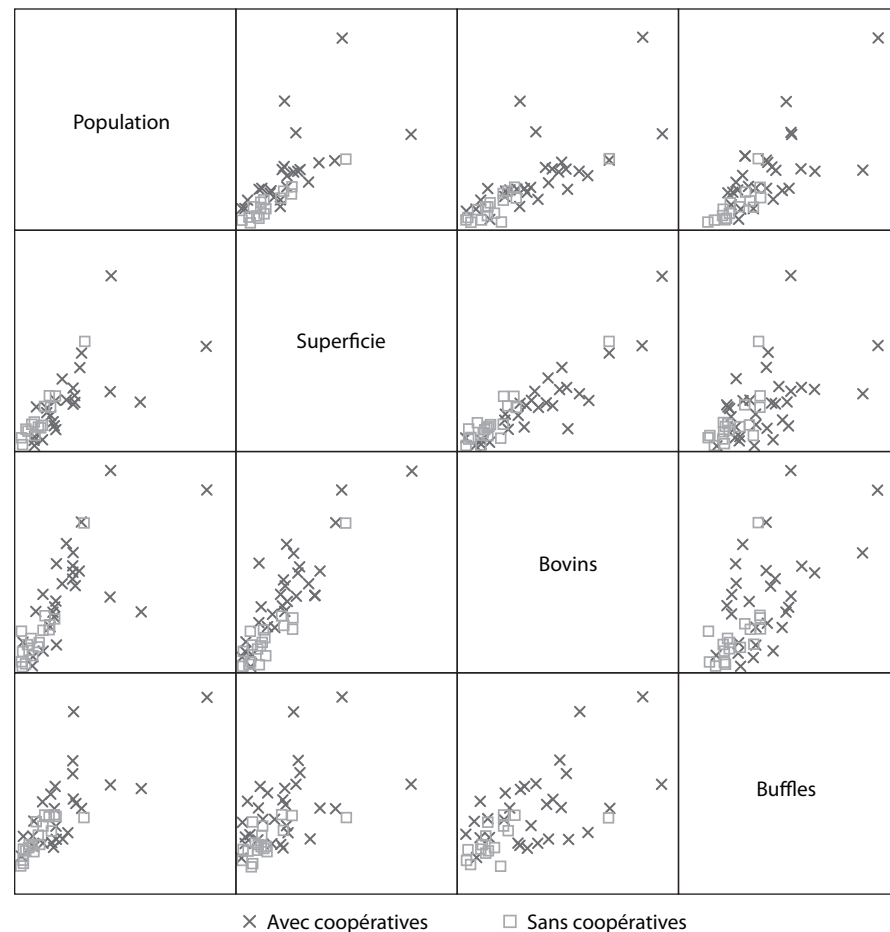 Population
Superficie
Bovins
Buffles
Avec coopératives
Sans coopératives